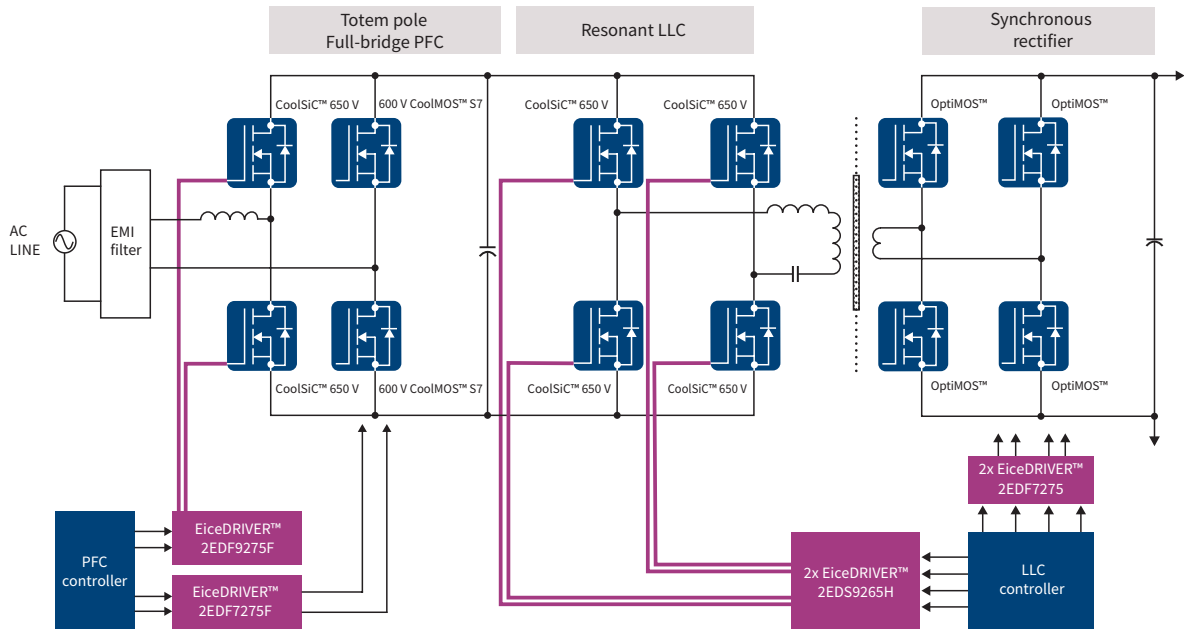 Totem pole
Full-bridge PFC
Resonant LLC
Synchronous
rectifier
CoolSiC™ 650 V
600 V CoolMOS™ S7
CoolSiC™ 650 V
CoolSiC™ 650 V
OptiMOS™
OptiMOS™
AC
LINE
EMI
filter
CoolSiC™ 650 V
600 V CoolMOS™ S7
CoolSiC™ 650 V
CoolSiC™ 650 V
OptiMOS™
OptiMOS™
2x EiceDRIVER™
2EDF7275
PFC
controller
EiceDRIVER™
2EDF9275F
EiceDRIVER™
2EDF7275F
2x EiceDRIVER™
2EDS9265H
LLC
controller